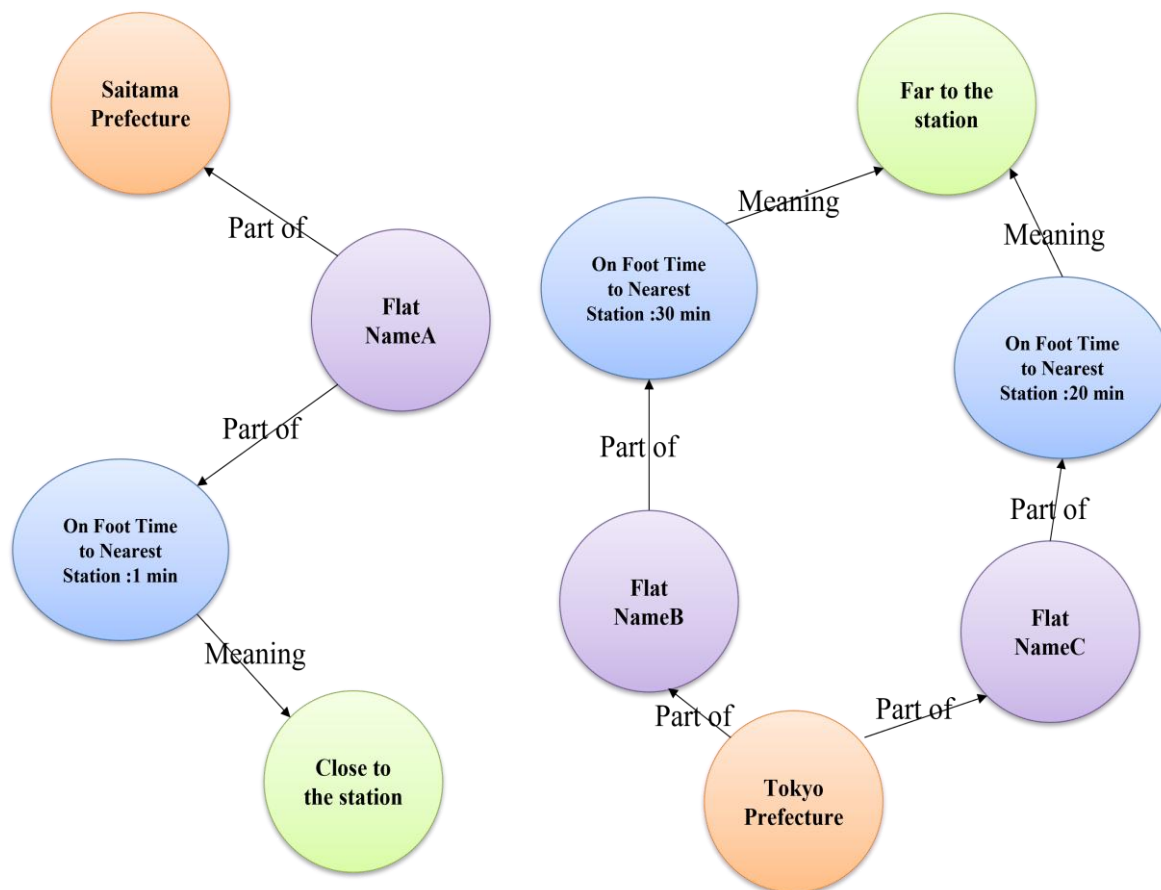 Saitama
Prefecture
Part of
Flat
NameA
Part of
On Foot Time
to Nearest
Station :1 min
Meaning
Close to
the station
Far to the
station
Meaning
Meaning
On Foot Time
to Nearest
Station :30 min
On Foot Time
to Nearest
Station :20 min
Part of
Part of
Flat
NameB
Flat
NameC
Part of
Part of
Tokyo
Prefecture